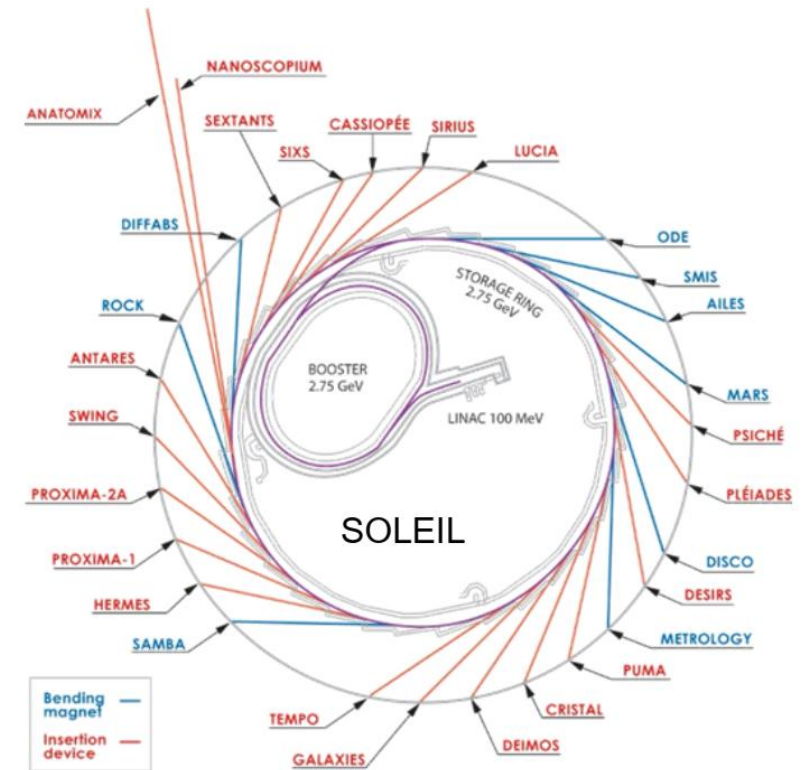 NANOSCOPIUM
ANATOMIX
SEXTANTS
CASSIOPÉE
SIRIUS
SIXS
LUCIA
DIFFABS
ODE
STORAGE RING
2.75 GeV
SMIS
ROCK
AILES
ANTARES
BOOSTER
2.75 GeV
MARS
SWING
LINAC 100 MeV
PSICHÉ
PROXIMA-2A
PLÉIADES
SOLEIL
PROXIMA-1
DISCO
HERMES
DESIRS
SAMBA
METROLOGY
PUMA
Bending
magnet
CRISTAL
TEMPO
Insertion
device
DEIMOS
GALAXIES